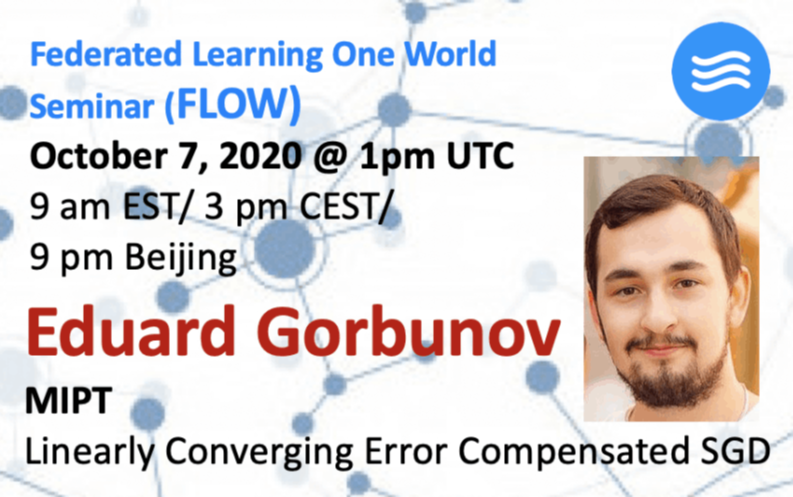 Federated Learning One World
Seminar (FLOW)
October 7, 2020 @ 1pm UTC
9 am EST/ 3 pm CEST/
9 pm Beijing
Eduard Gorbunov
MIPT
Linearly Converging Error Compensated SGD